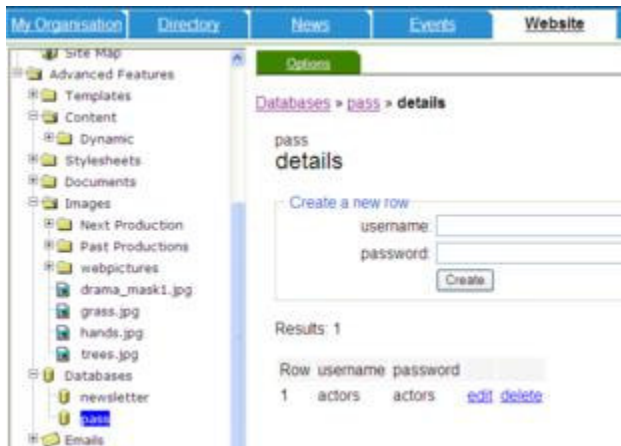 My Organisation Directory News Events Website
Site Map
Advanced Features
Templates
Content
Dynamic
Stylesheets
Documents
Images
Next Production
Past Productions
webpictures
drama_mask1.jpg
grass.jpg
hands.jpg
trees.jpg
Databases
newsletter
pass
Emails
Options
Databases » pass » details
pass
details
Create a new row
username:
password:
Create
Results: 1
Row username password
1 actors actors edit delete